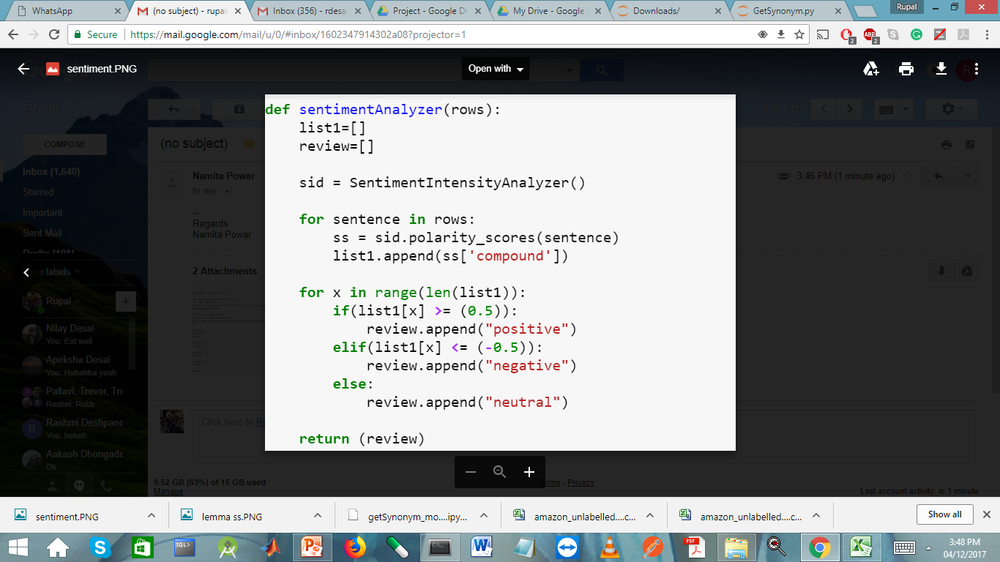 WhatsApp
(no subject) - rupal
Inbox (356) - rdesa
Project - Google Dr
My Drive - Google
Downloads/
GetSynonym.py
Rupal
Secure
https://mail.google.com/mail/u/0/#inbox/1602347914302a08?projector=1
2
ABP
2
sentiment.PNG
Open with
R
Gmail
COMPOSE
(no subject)
Inbox (1,640)
Starred
Important
Sent Mail
Drafts (101)
labels
Rupal
Nilay Desai
You: Eat well
Apeksha Desai
You: Hahahha yeah
Pallavi, Trevor, Tre
5
Roshni: Rukh
R
Rashmi Deshpand
You: heheh
Aakash Dhongade
Ok
Namita Powar
to me
3:46 PM (1 minute ago)
--
Regards
Namita Powar
2 Attachments
def sentimentAnalyzer(rows):
    list1=[]
    review=[]
    sid = SentimentIntensityAnalyzer()
    for sentence in rows:
        ss = sid.polarity_scores(sentence)
        list1.append(ss['compound'])
    for x in range(len(list1)):
        if(list1[x] >= (0.5)):
            review.append("positive")
        elif(list1[x] <= (-0.5)):
            review.append("negative")
        else:
            review.append("neutral")
    return (review)
Click here to
9.52 GB (63%) of 15 GB used
Manage
Terms - Privacy
Last account activity: in 1 minute
sentiment.PNG
lemma ss.PNG
getSynonym_mo....ipy...
amazon_unlabelled....c...
amazon_unlabelled....c...
Show all
SQL>
PDF
3:48 PM
04/12/2017